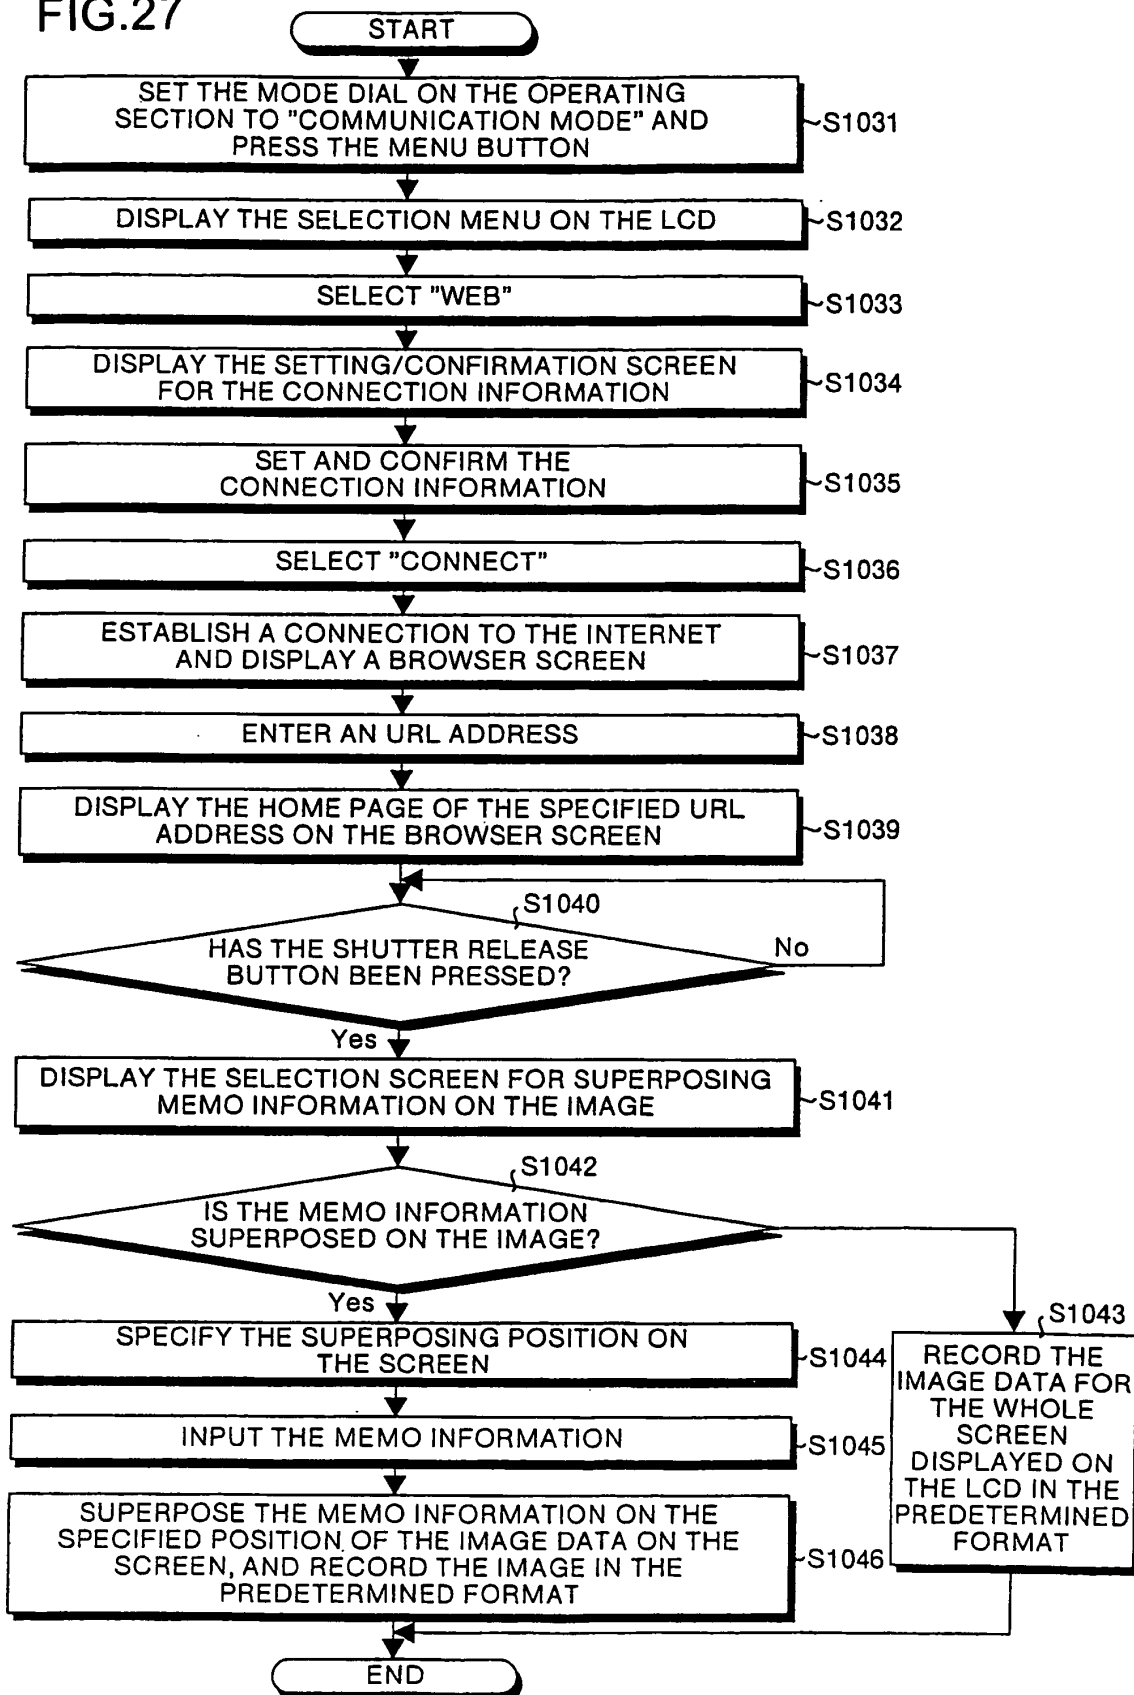 FIG.27
START
SET THE MODE DIAL ON THE OPERATING
SECTION TO "COMMUNICATION MODE" AND
PRESS THE MENU BUTTON
S1031
DISPLAY THE SELECTION MENU ON THE LCD
S1032
SELECT "WEB"
S1033
DISPLAY THE SETTING/CONFIRMATION SCREEN
FOR THE CONNECTION INFORMATION
S1034
SET AND CONFIRM THE
CONNECTION INFORMATION
S1035
SELECT "CONNECT"
S1036
ESTABLISH A CONNECTION TO THE INTERNET
AND DISPLAY A BROWSER SCREEN
S1037
ENTER AN URL ADDRESS
S1038
DISPLAY THE HOME PAGE OF THE SPECIFIED URL
ADDRESS ON THE BROWSER SCREEN
S1039
S1040
HAS THE SHUTTER RELEASE
BUTTON BEEN PRESSED?
No
Yes
DISPLAY THE SELECTION SCREEN FOR SUPERPOSING
MEMO INFORMATION ON THE IMAGE
S1041
S1042
IS THE MEMO INFORMATION
SUPERPOSED ON THE IMAGE?
Yes
SPECIFY THE SUPERPOSING POSITION ON
THE SCREEN
S1044
S1043
RECORD THE
IMAGE DATA FOR
THE WHOLE
SCREEN
DISPLAYED ON
THE LCD IN THE
PREDETERMINED
FORMAT
INPUT THE MEMO INFORMATION
S1045
SUPERPOSE THE MEMO INFORMATION ON THE
SPECIFIED POSITION OF THE IMAGE DATA ON THE
SCREEN, AND RECORD THE IMAGE IN THE
PREDETERMINED FORMAT
S1046
END